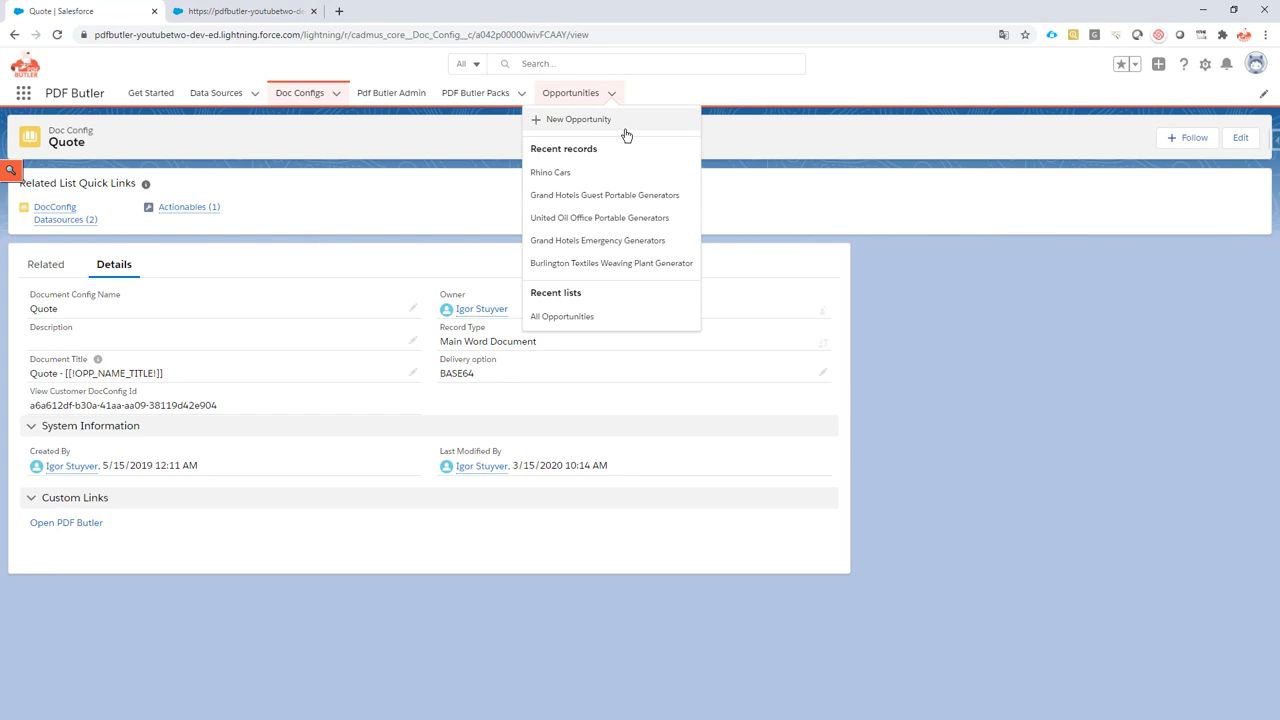 Quote | Salesforce
https://pdfbutler-youtubetwo-de
pdfbutler-youtubetwo-dev-ed.lightning.force.com/lightning/r/cadmus_core__Doc_Config__c/a042p00000wivFCAAY/view
PDF
BUTLER
All
Search...
PDF Butler
Get Started
Data Sources
Doc Configs
Pdf Butler Admin
PDF Butler Packs
Opportunities
New Opportunity
Recent records
Rhino Cars
Grand Hotels Guest Portable Generators
United Oil Office Portable Generators
Grand Hotels Emergency Generators
Burlington Textiles Weaving Plant Generator
Recent lists
All Opportunities
Doc Config
Quote
Follow
Edit
Related List Quick Links
DocConfig
Datasources (2)
Actionables (1)
Related
Details
Document Config Name
Quote
Owner
Igor Stuyver
Description
Record Type
Main Word Document
Document Title
Quote - [[!OPP_NAME_TITLE!]]
Delivery option
BASE64
View Customer DocConfig Id
a6a612df-b30a-41aa-aa09-38119d42e904
System Information
Created By
Igor Stuyver, 5/15/2019 12:11 AM
Last Modified By
Igor Stuyver, 3/15/2020 10:14 AM
Custom Links
Open PDF Butler